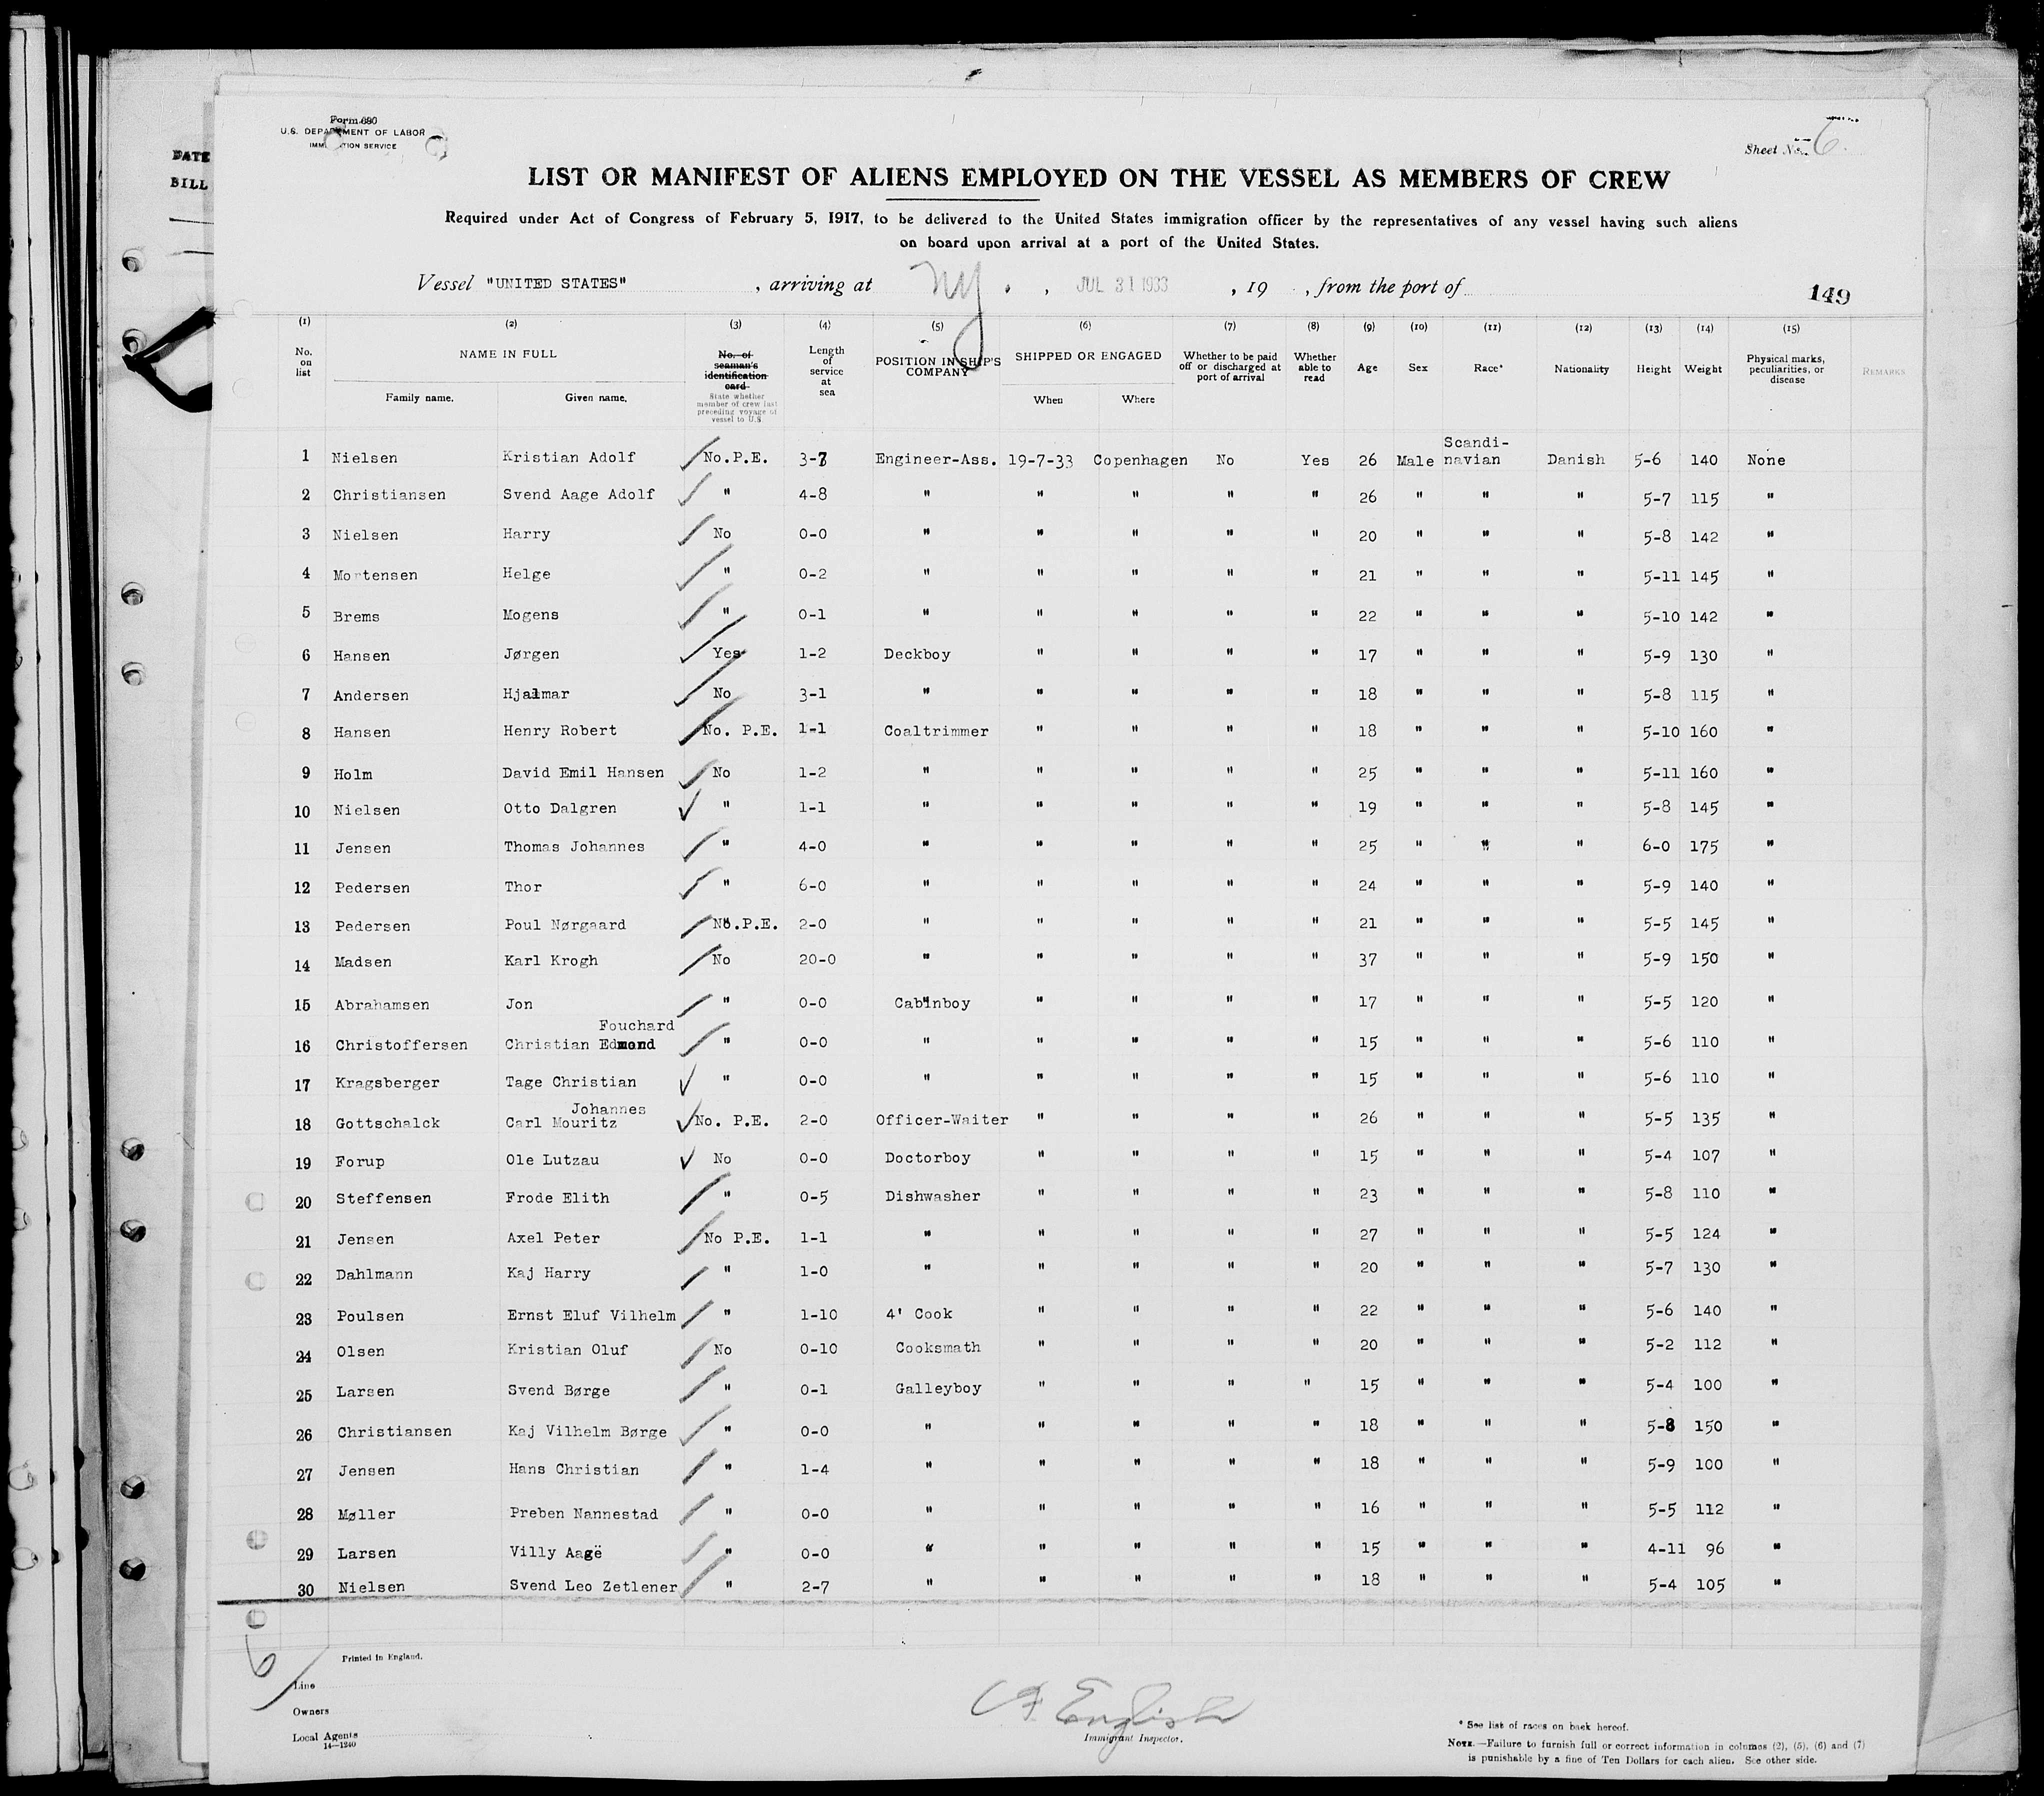 DATE
BILL
Form 680
U.S. DEPARTMENT OF LABOR
IMMIGRATION SERVICE
Sheet No. 6.
LIST OR MANIFEST OF ALIENS EMPLOYED ON THE VESSEL AS MEMBERS OF CREW
Required under Act of Congress of February 5, 1917, to be delivered to the United States immigration officer by the representatives of any vessel having such aliens
on board upon arrival at a port of the United States.
Vessel "UNITED STATES" , arriving at NY. , JUL 31 1933 , 19 , from the port of
149
(1) (2) (3) (4) (5) (6) (7) (8) (9) (10) (11) (12) (13) (14) (15)
No. on list NAME IN FULL Family name. Given name. No. of seaman's identification card State whether member of crew last preceding voyage of vessel to U.S Length of service at sea POSITION IN SHIP'S COMPANY SHIPPED OR ENGAGED When Where Whether to be paid off or discharged at port of arrival Whether able to read Age Sex Race* Nationality Height Weight Physical marks, peculiarities, or disease REMARKS
1 Nielsen Kristian Adolf No.P.E. 3-7 Engineer-Ass. 19-7-33 Copenhagen No Yes 26 Male Scandi-navian Danish 5-6 140 None
2 Christiansen Svend Aage Adolf " 4-8 " " " " " 26 " " " 5-7 115 "
3 Nielsen Harry No 0-0 " " " " " 20 " " " 5-8 142 "
4 Mortensen Helge " 0-2 " " " " " 21 " " " 5-11 145 "
5 Brems Mogens " 0-1 " " " " " 22 " " " 5-10 142 "
6 Hansen Jørgen Yes 1-2 Deckboy " " " " 17 " " " 5-9 130 "
7 Andersen Hjalmar No 3-1 " " " " " 18 " " " 5-8 115 "
8 Hansen Henry Robert No. P.E. 1-1 Coaltrimmer " " " " 18 " " " 5-10 160 "
9 Holm David Emil Hansen No 1-2 " " " " " 25 " " " 5-11 160 "
10 Nielsen Otto Dalgren " 1-1 " " " " " 19 " " " 5-8 145 "
11 Jensen Thomas Johannes " 4-0 " " " " " 25 " " " 6-0 175 "
12 Pedersen Thor " 6-0 " " " " " 24 " " " 5-9 140 "
13 Pedersen Poul Nørgaard No.P.E. 2-0 " " " " " 21 " " " 5-5 145 "
14 Madsen Karl Krogh No 20-0 " " " " " 37 " " " 5-9 150 "
15 Abrahamsen Jon " 0-0 Cabinboy " " " " 17 " " " 5-5 120 "
Fouchard
16 Christoffersen Christian Edmond " 0-0 " " " " " 15 " " " 5-6 110 "
17 Kragsberger Tage Christian " 0-0 " " " " " 15 " " " 5-6 110 "
Johannes
18 Gottschalck Carl Mouritz No. P.E. 2-0 Officer-Waiter " " " " 26 " " " 5-5 135 "
19 Forup Ole Lutzau No 0-0 Doctorboy " " " " 15 " " " 5-4 107 "
20 Steffensen Frode Elith " 0-5 Dishwasher " " " " 23 " " " 5-8 110 "
21 Jensen Axel Peter No P.E. 1-1 " " " " " 27 " " " 5-5 124 "
22 Dahlmann Kaj Harry " 1-0 " " " " " 20 " " " 5-7 130 "
23 Poulsen Ernst Eluf Vilhelm " 1-10 4' Cook " " " " 22 " " " 5-6 140 "
24 Olsen Kristian Oluf No 0-10 Cooksmath " " " " 20 " " " 5-2 112 "
25 Larsen Svend Børge " 0-1 Galleyboy " " " " 15 " " " 5-4 100 "
26 Christiansen Kaj Vilhelm Børge " 0-0 " " " " " 18 " " " 5-8 150 "
27 Jensen Hans Christian " 1-4 " " " " " 18 " " " 5-9 100 "
28 Møller Preben Nannestad " 0-0 " " " " " 16 " " " 5-5 112 "
29 Larsen Villy Aagë " 0-0 " " " " " 15 " " " 4-11 96 "
30 Nielsen Svend Leo Zetlener " 2-7 " " " " " 18 " " " 5-4 105 "
Printed in England.
Line
Owners
Local Agents
14—1240
English
Immigrant Inspector.
* See list of races on back hereof.
NOTE.—Failure to furnish full or correct information in columns (2), (5), (6) and (7)
is punishable by a fine of Ten Dollars for each alien. See other side.